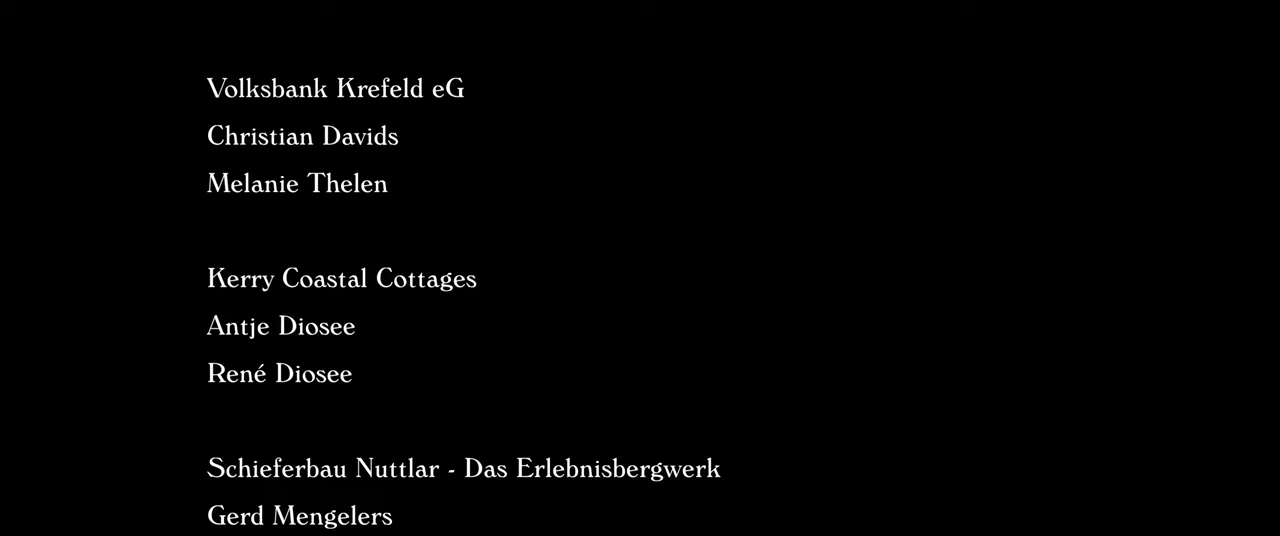 Volksbank Krefeld eG
Christian Davids
Melanie Thelen
Kerry Coastal Cottages
Antje Diosee
René Diosee
Schieferbau Nuttlar - Das Erlebnisbergwerk
Gerd Mengelers